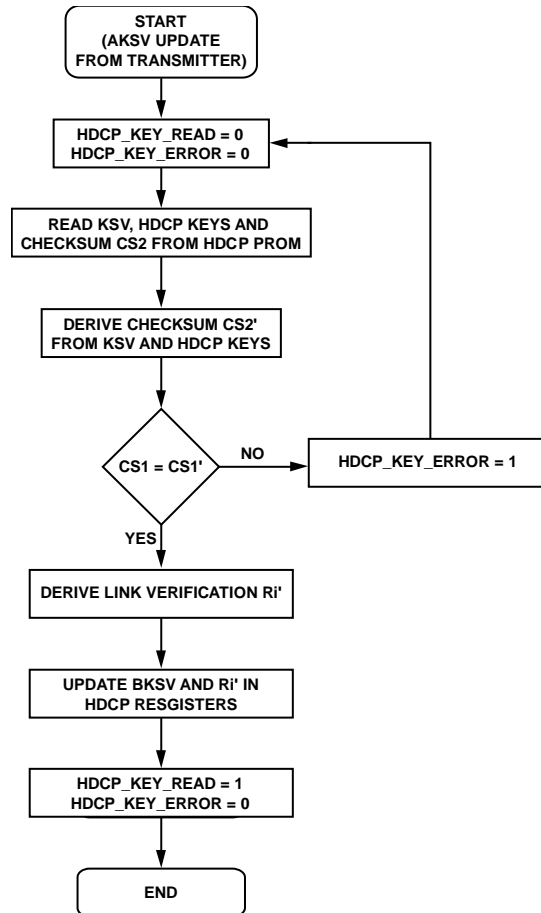 START
(AKSV UPDATE
FROM TRANSMITTER)
HDCP_KEY_READ = 0
HDCP_KEY_ERROR = 0
READ KSV, HDCP KEYS AND
CHECKSUM CS2 FROM HDCP PROM
DERIVE CHECKSUM CS2'
FROM KSV AND HDCP KEYS
CS1 = CS1'
NO
HDCP_KEY_ERROR = 1
YES
DERIVE LINK VERIFICATION Ri'
UPDATE BKSV AND Ri' IN
HDCP RESGISTERS
HDCP_KEY_READ = 1
HDCP_KEY_ERROR = 0
END